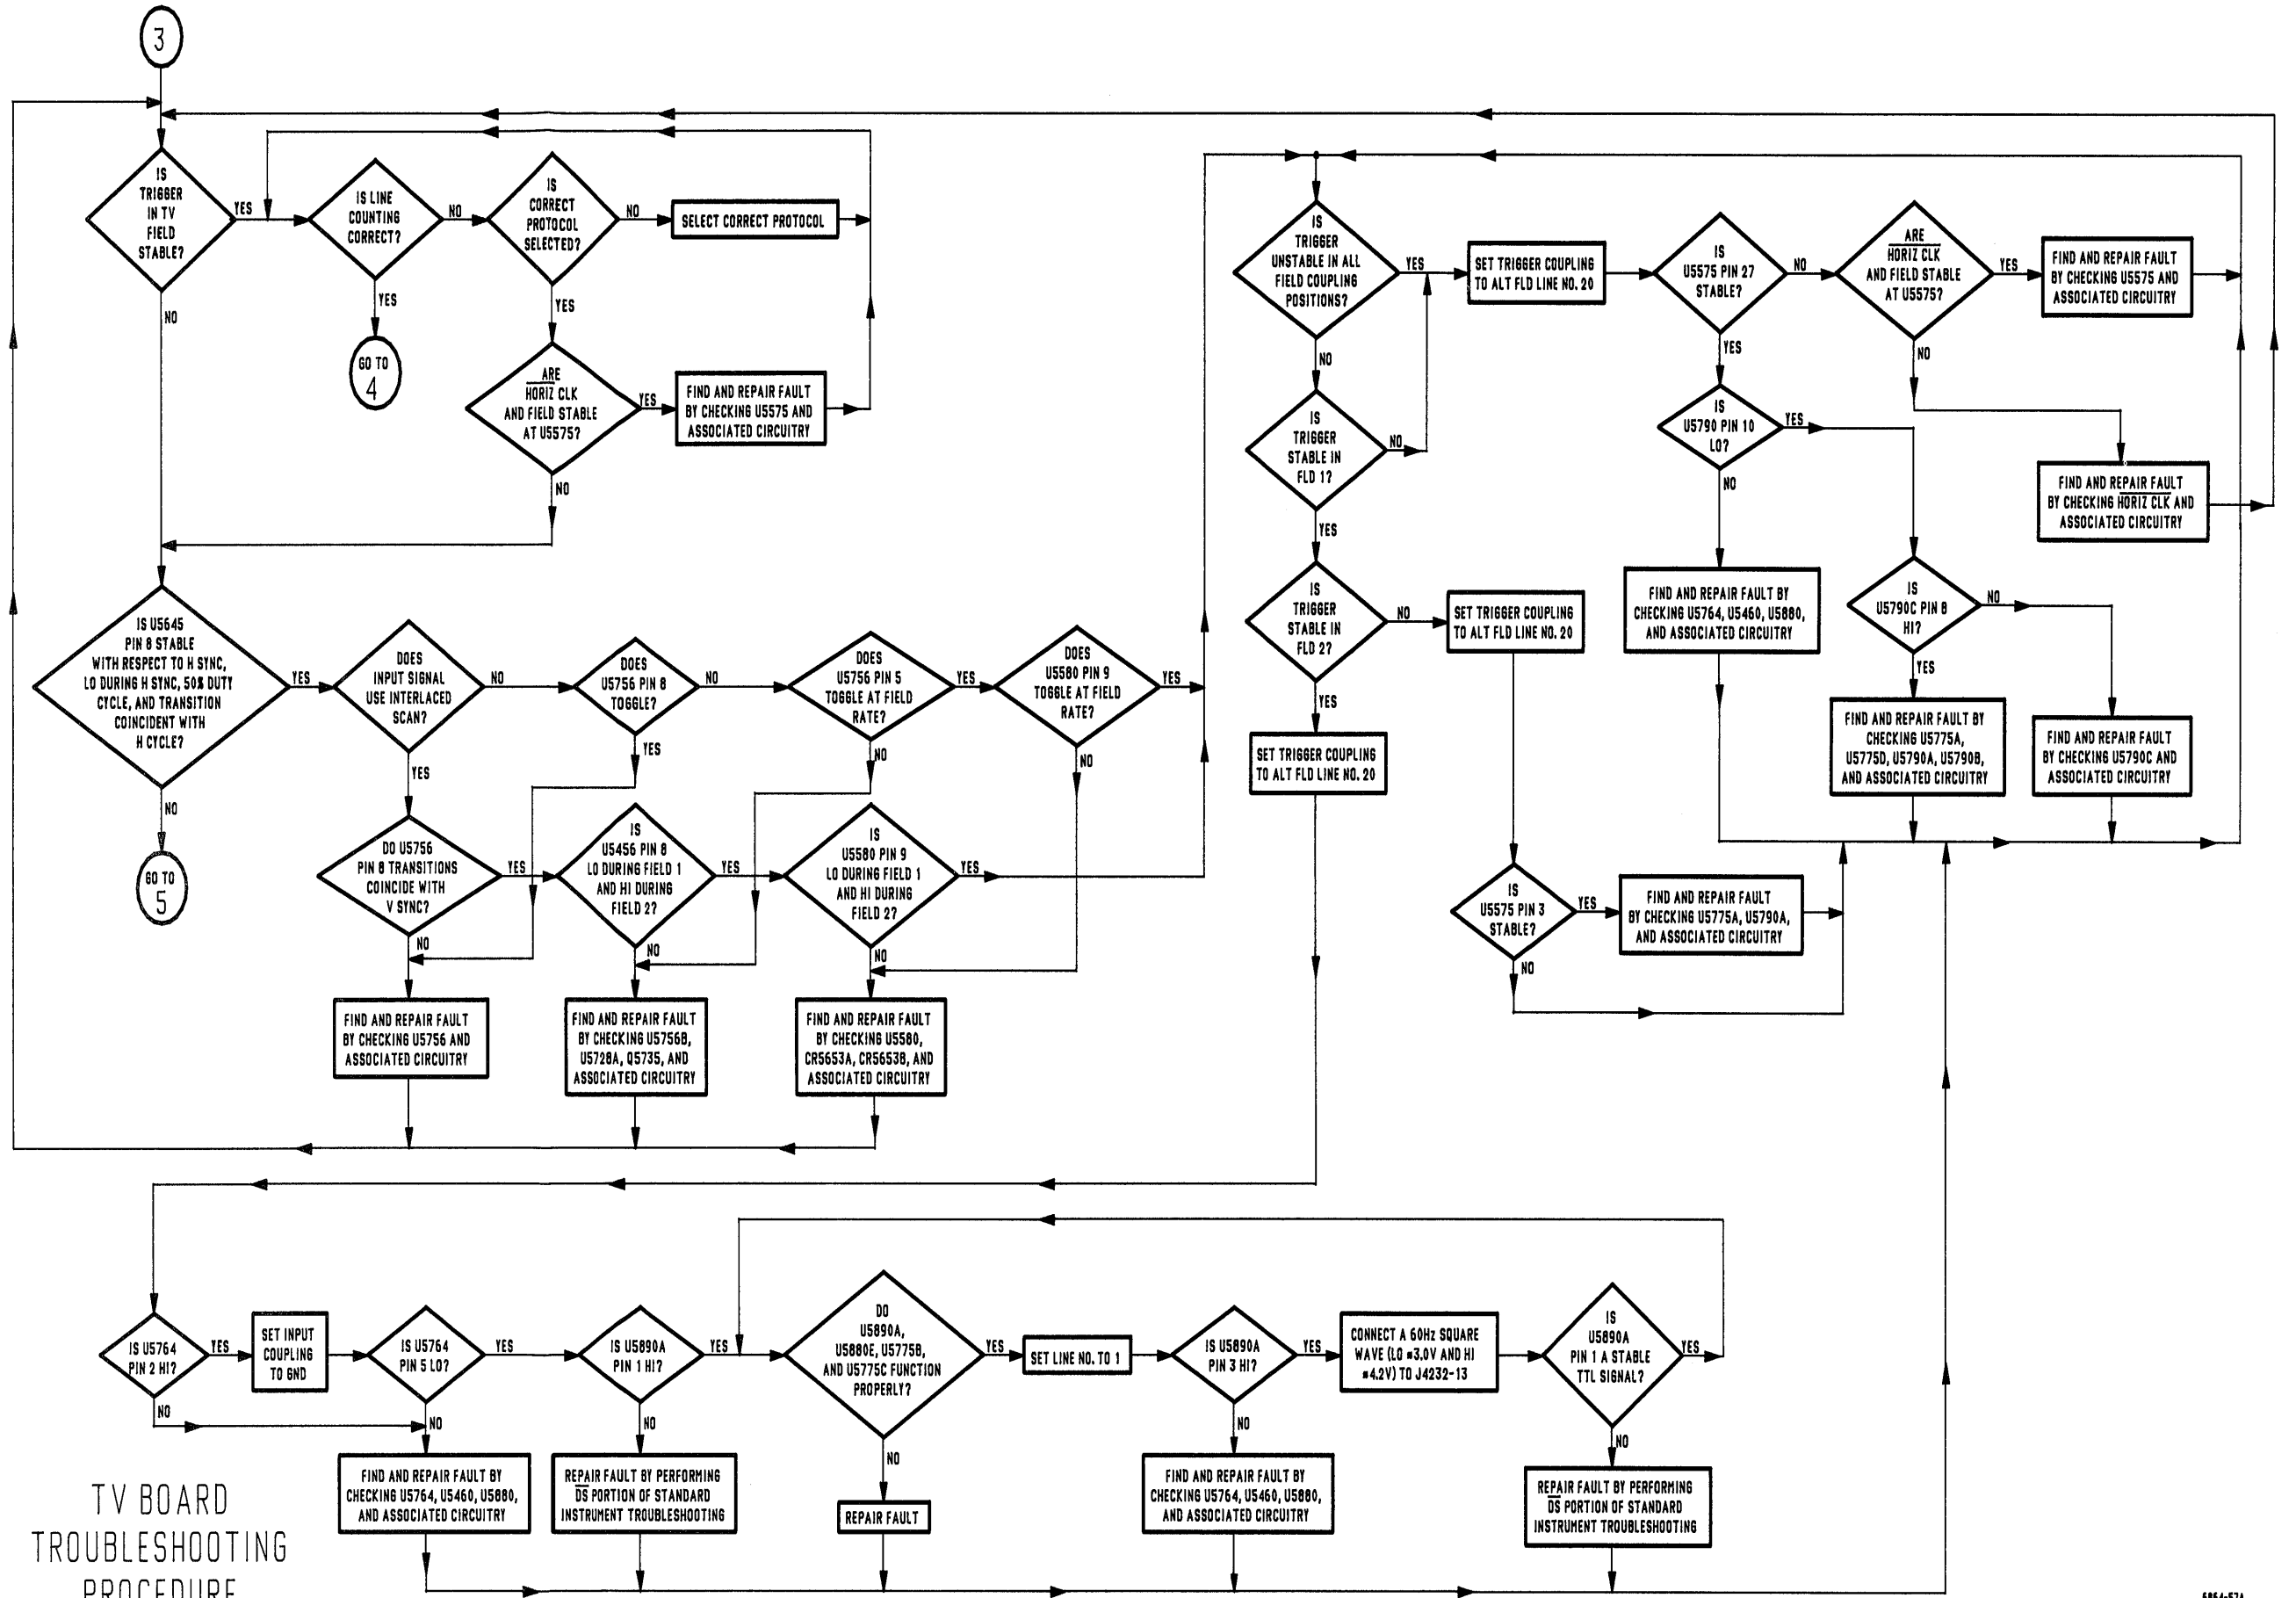 3
IS
TRIGGER
IN TV
FIELD
STABLE?
YES
NO
IS LINE
COUNTING
CORRECT?
NO
YES
GO TO
4
IS
CORRECT
PROTOCOL
SELECTED?
NO
YES
SELECT CORRECT PROTOCOL
ARE
HORIZ CLK
AND FIELD STABLE
AT U5575?
YES
NO
FIND AND REPAIR FAULT
BY CHECKING U5575 AND
ASSOCIATED CIRCUITRY
IS U5645
PIN 8 STABLE
WITH RESPECT TO H SYNC,
LO DURING H SYNC, 50% DUTY
CYCLE, AND TRANSITION
COINCIDENT WITH
H CYCLE?
YES
NO
GO TO
5
DOES
INPUT SIGNAL
USE INTERLACED
SCAN?
NO
YES
DOES
U5756 PIN 8
TOGGLE?
NO
YES
DOES
U5756 PIN 5
TOGGLE AT FIELD
RATE?
YES
NO
DOES
U5580 PIN 9
TOGGLE AT FIELD
RATE?
YES
NO
DO U5756
PIN 8 TRANSITIONS
COINCIDE WITH
V SYNC?
YES
NO
IS
U5456 PIN 8
LO DURING FIELD 1
AND HI DURING
FIELD 2?
YES
NO
IS
U5580 PIN 9
LO DURING FIELD 1
AND HI DURING
FIELD 2?
YES
NO
FIND AND REPAIR FAULT
BY CHECKING U5756 AND
ASSOCIATED CIRCUITRY
FIND AND REPAIR FAULT
BY CHECKING U5756B,
U5728A, Q5735, AND
ASSOCIATED CIRCUITRY
FIND AND REPAIR FAULT
BY CHECKING U5580,
CR5653A, CR5653B, AND
ASSOCIATED CIRCUITRY
IS
TRIGGER
UNSTABLE IN ALL
FIELD COUPLING
POSITIONS?
YES
NO
SET TRIGGER COUPLING
TO ALT FLD LINE NO. 20
IS
U5575 PIN 27
STABLE?
NO
YES
ARE
HORIZ CLK
AND FIELD STABLE
AT U5575?
YES
NO
FIND AND REPAIR FAULT
BY CHECKING U5575 AND
ASSOCIATED CIRCUITRY
IS
TRIGGER
STABLE IN
FLD 1?
NO
YES
IS
U5790 PIN 10
LO?
YES
NO
FIND AND REPAIR FAULT
BY CHECKING HORIZ CLK AND
ASSOCIATED CIRCUITRY
IS
TRIGGER
STABLE IN
FLD 2?
NO
YES
SET TRIGGER COUPLING
TO ALT FLD LINE NO. 20
FIND AND REPAIR FAULT BY
CHECKING U5764, U5460, U5880,
AND ASSOCIATED CIRCUITRY
IS
U5790C PIN 8
HI?
NO
YES
SET TRIGGER COUPLING
TO ALT FLD LINE NO. 20
FIND AND REPAIR FAULT BY
CHECKING U5775A,
U5775D, U5790A, U5790B,
AND ASSOCIATED CIRCUITRY
FIND AND REPAIR FAULT
BY CHECKING U5790C AND
ASSOCIATED CIRCUITRY
IS
U5575 PIN 3
STABLE?
YES
NO
FIND AND REPAIR FAULT
BY CHECKING U5775A, U5790A,
AND ASSOCIATED CIRCUITRY
IS U5764
PIN 2 HI?
YES
NO
SET INPUT
COUPLING
TO GND
IS U5764
PIN 5 LO?
YES
NO
IS U5890A
PIN 1 HI?
YES
NO
DO
U5890A,
U5880E, U5775B,
AND U5775C FUNCTION
PROPERLY?
YES
NO
SET LINE NO. TO 1
IS U5890A
PIN 3 HI?
YES
NO
CONNECT A 60Hz SQUARE
WAVE (LO ≈3.0V AND HI
≈4.2V) TO J4232-13
IS
U5890A
PIN 1 A STABLE
TTL SIGNAL?
YES
NO
FIND AND REPAIR FAULT BY
CHECKING U5764, U5460, U5880,
AND ASSOCIATED CIRCUITRY
REPAIR FAULT BY PERFORMING
DS PORTION OF STANDARD
INSTRUMENT TROUBLESHOOTING
REPAIR FAULT
FIND AND REPAIR FAULT BY
CHECKING U5764, U5460, U5880,
AND ASSOCIATED CIRCUITRY
REPAIR FAULT BY PERFORMING
DS PORTION OF STANDARD
INSTRUMENT TROUBLESHOOTING
TV BOARD
TROUBLESHOOTING
PROCEDURE